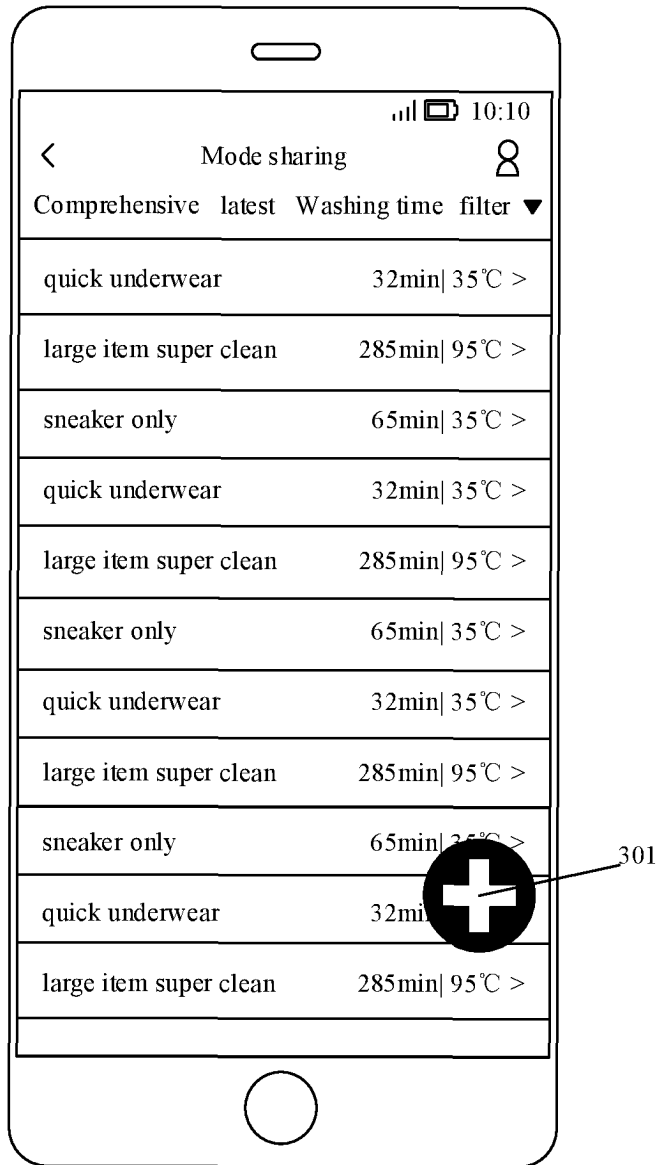 10:10
Mode sharing
Comprehensive latest Washing time filter
quick underwear 32min| 35℃ >
large item super clean 285min| 95℃ >
sneaker only 65min| 35℃ >
quick underwear 32min| 35℃ >
large item super clean 285min| 95℃ >
sneaker only 65min| 35℃ >
quick underwear 32min| 35℃ >
large item super clean 285min| 95℃ >
sneaker only 65min| 35℃ >
301
quick underwear 32mi
large item super clean 285min| 95℃ >